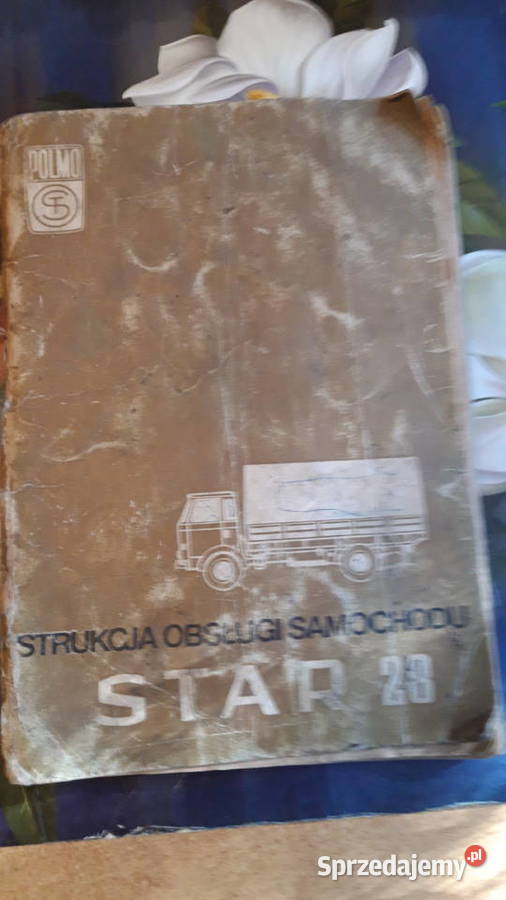 POLMO
STRUKCJA OBSŁUGI SAMOCHODU
STAR 28
Sprzedajemy.pl